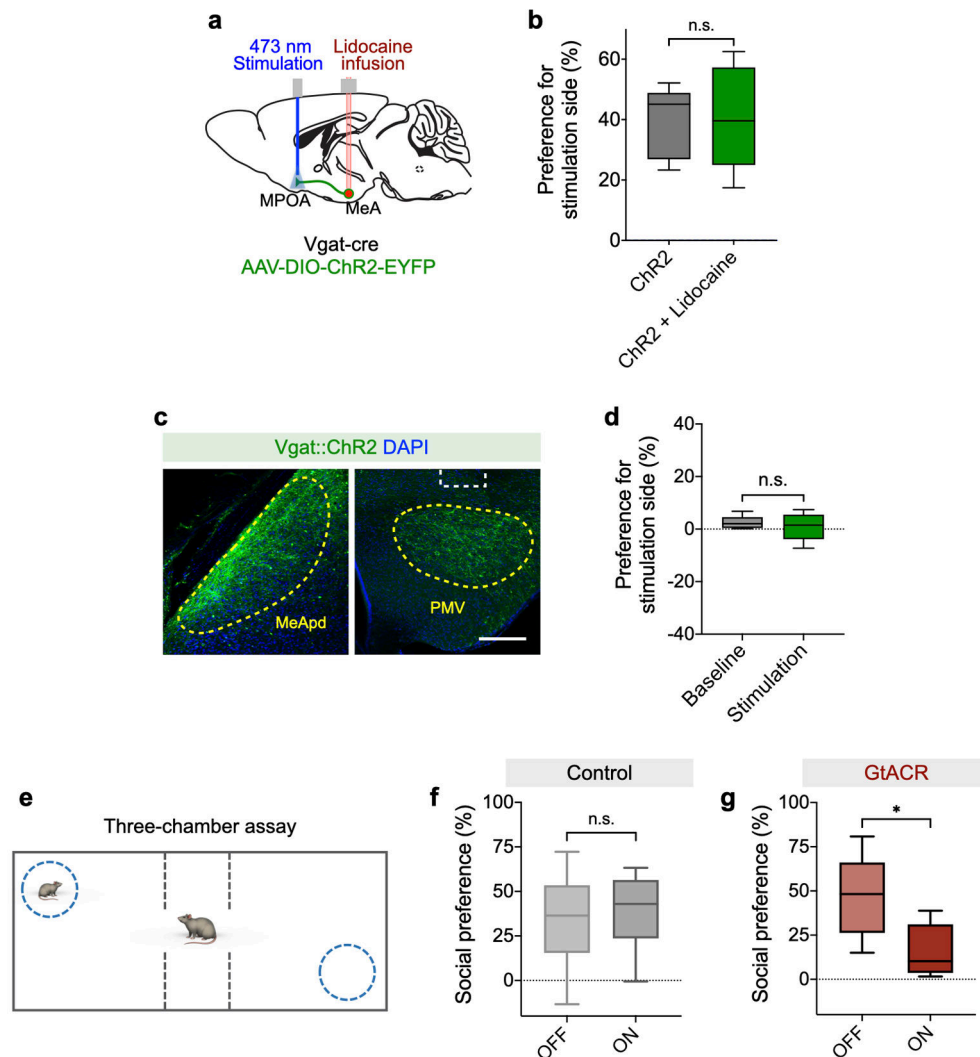 a
473 nm
Stimulation
Lidocaine
infusion
MPOA
MeA
Vgat-cre
AAV-DIO-ChR2-EYFP
b
n.s.
Preference for
stimulation side (%)
60
40
20
0
ChR2
ChR2 + Lidocaine
c
Vgat::ChR2 DAPI
MeApd
PMV
d
n.s.
Preference for
stimulation side (%)
40
20
0
-20
-40
Baseline
Stimulation
e
Three-chamber assay
f
Control
n.s.
Social preference (%)
100
75
50
25
0
OFF
ON
g
GtACR
*
Social preference (%)
100
75
50
25
0
OFF
ON